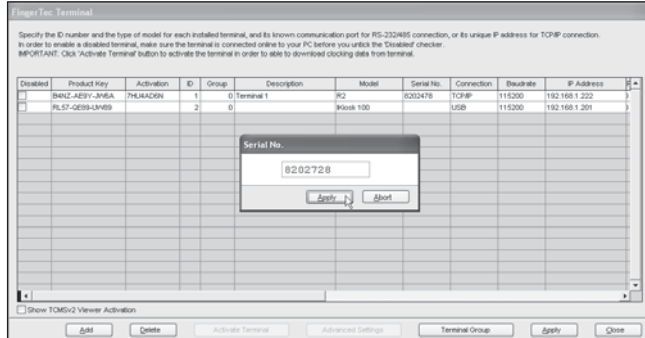 FingerTec Terminal
Specify the ID number and the type of model for each installed terminal, and its known communication port for RS-232/485 connection, or its unique IP address for TCP/IP connection.
In order to enable a disabled terminal, make sure the terminal is connected online to your PC before you untick the 'Disabled' checker.
IMPORTANT: Click 'Activate Terminal' button to activate the terminal in order to able to download clocking data from terminal.
Disabled Product Key Activation ID Group Description Model Serial No. Connection Baudrate IP Address
B4NZ-AE9Y-JW6A 7HU4AD6N 1 0 Terminal 1 R2 8202478 TCP/IP 115200 192.168.1.222
RL57-QE89-UW89 2 0 iKiosk 100 USB 115200 192.168.1.201
Serial No.
8202728
Apply Abort
Show TCMSv2 Viewer Activation
Add Delete Activate Terminal Advanced Settings Terminal Group Apply Close